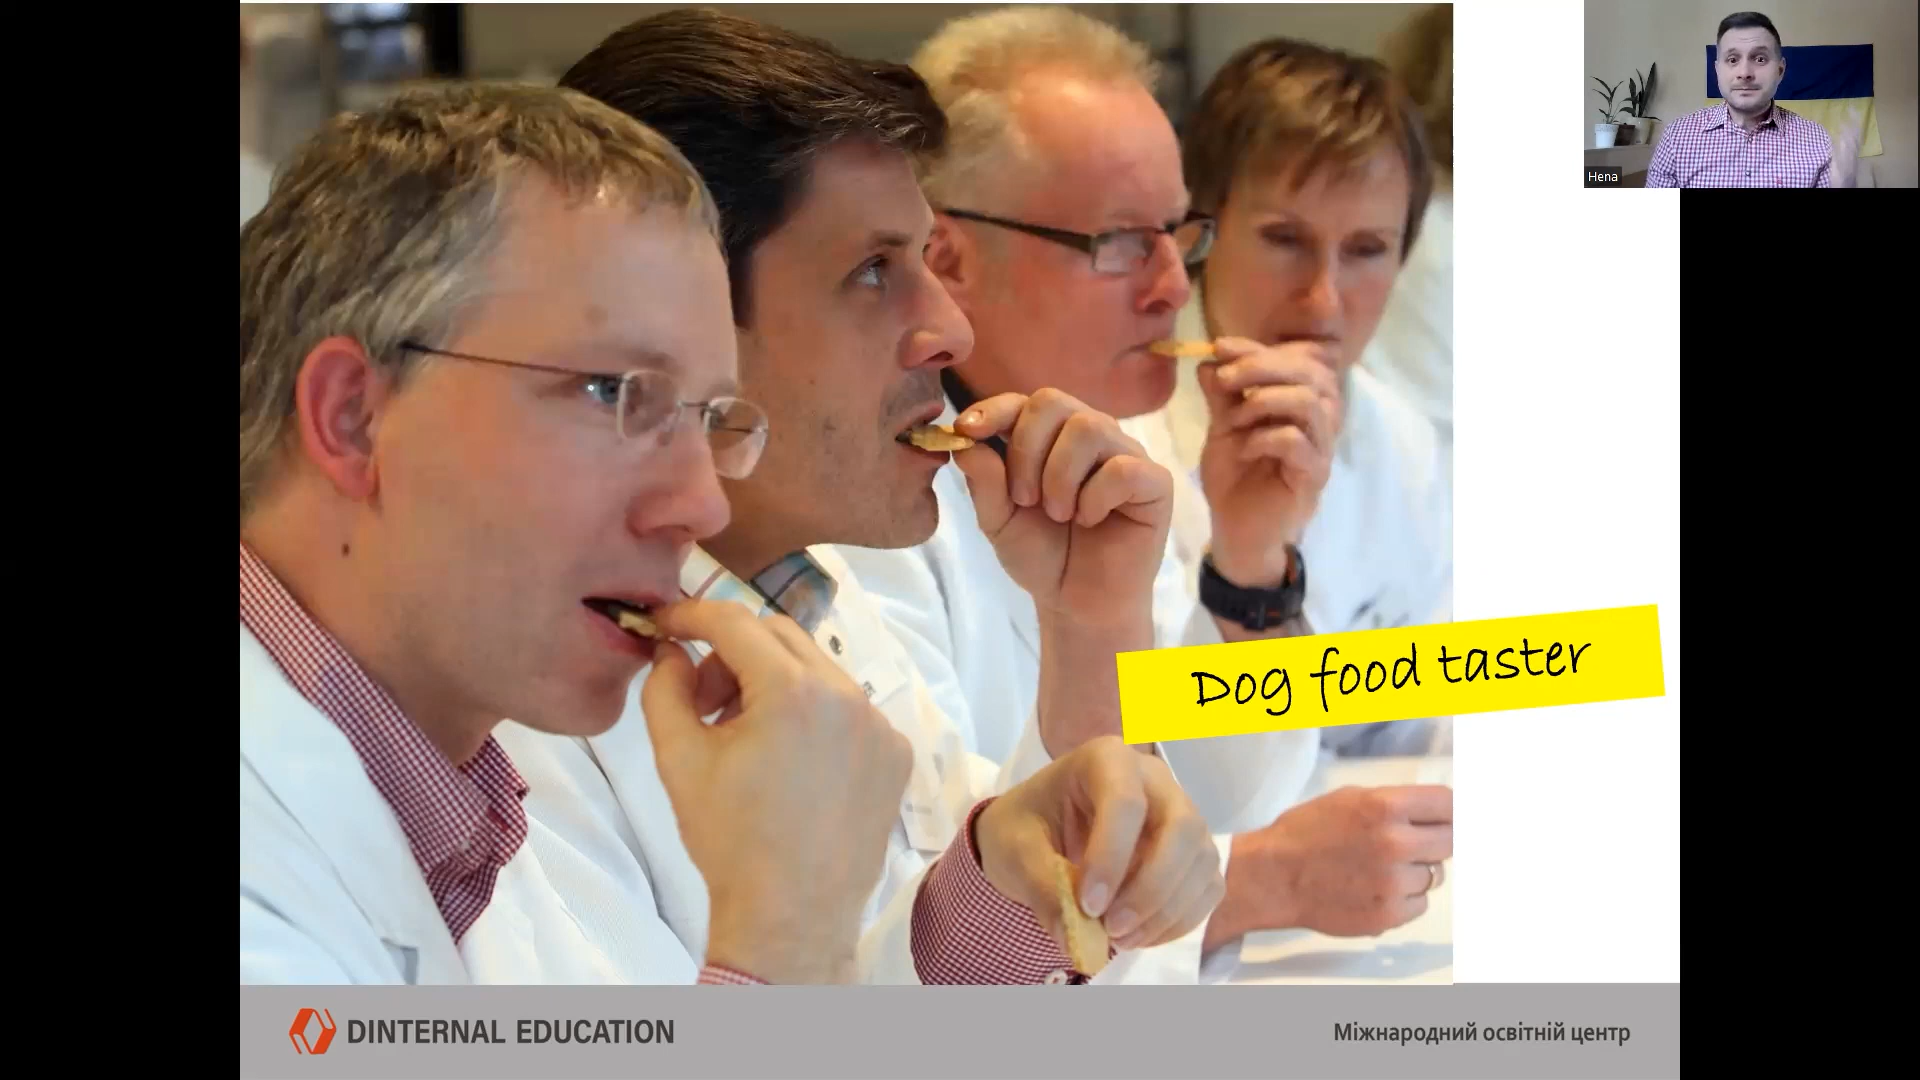 Hena
Dog food taster
DINTERNAL EDUCATION
Міжнародний освітній центр